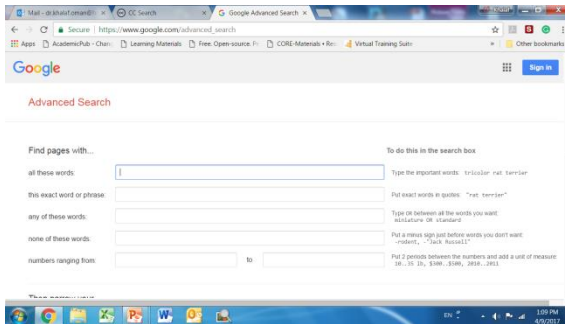 Mail - dr.khalaf.oman@h
CC Search
Google Advanced Search
Secure https://www.google.com/advanced_search
Apps AcademicPub - Chan Learning Materials Free, Open-source, F CORE-Materials • Re Virtual Training Suite » Other bookmarks
Google Sign in
Advanced Search
Find pages with... To do this in the search box
all these words: Type the important words: tricolor rat terrier
this exact word or phrase: Put exact words in quotes: "rat terrier"
any of these words: Type OR between all the words you want:
miniature OR standard
none of these words: Put a minus sign just before words you don't want:
-rodent, -"Jack Russell"
numbers ranging from: to Put 2 periods between the numbers and add a unit of measure:
10..35 lb, $300..$500, 2010..2011
Then narrow your
EN 1:09 PM
4/9/2017